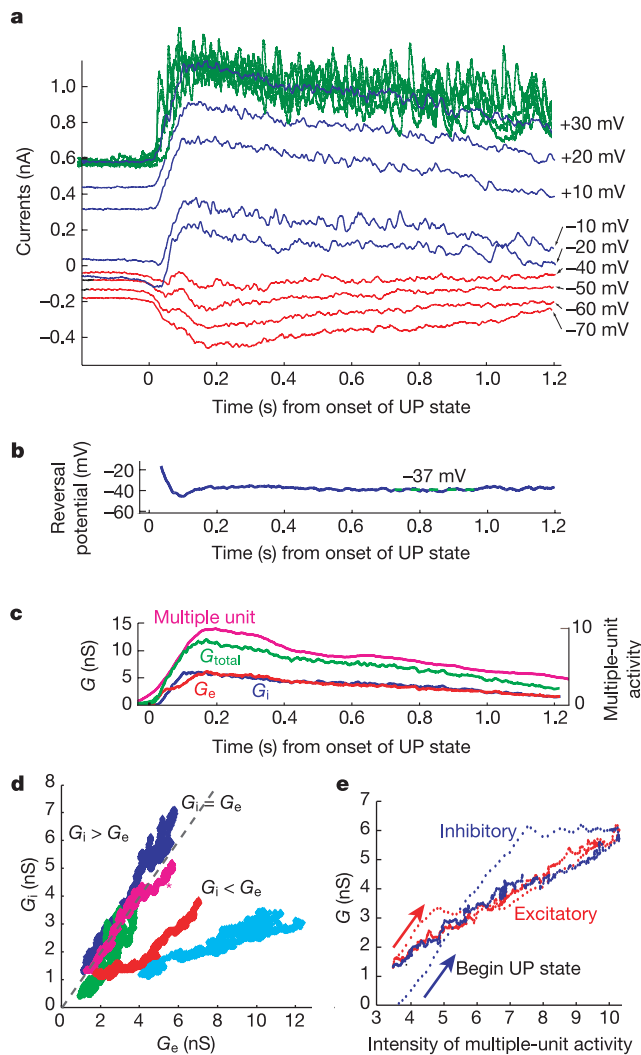 a
Currents (nA)
1.0
0.8
0.6
0.4
0.2
0
−0.2
−0.4
+30 mV
+20 mV
+10 mV
−10 mV
−20 mV
−40 mV
−50 mV
−60 mV
−70 mV
0 0.2 0.4 0.6 0.8 1.0 1.2
Time (s) from onset of UP state
b
Reversal
potential (mV)
−20
−40
−60
−37 mV
0 0.2 0.4 0.6 0.8 1.0 1.2
Time (s) from onset of UP state
c
G (nS)
15
10
5
0
Multiple unit
Gtotal
Ge
Gi
10
0
Multiple-unit
activity
0 0.2 0.4 0.6 0.8 1.0 1.2
Time (s) from onset of UP state
d
Gi (nS)
8
7
6
5
4
3
2
1
0
Gi > Ge
Gi = Ge
Gi < Ge
0 2 4 6 8 10 12
Ge (nS)
e
G (nS)
7
6
5
4
3
2
1
0
Inhibitory
Excitatory
Begin UP state
3 4 5 6 7 8 9 10
Intensity of multiple-unit activity